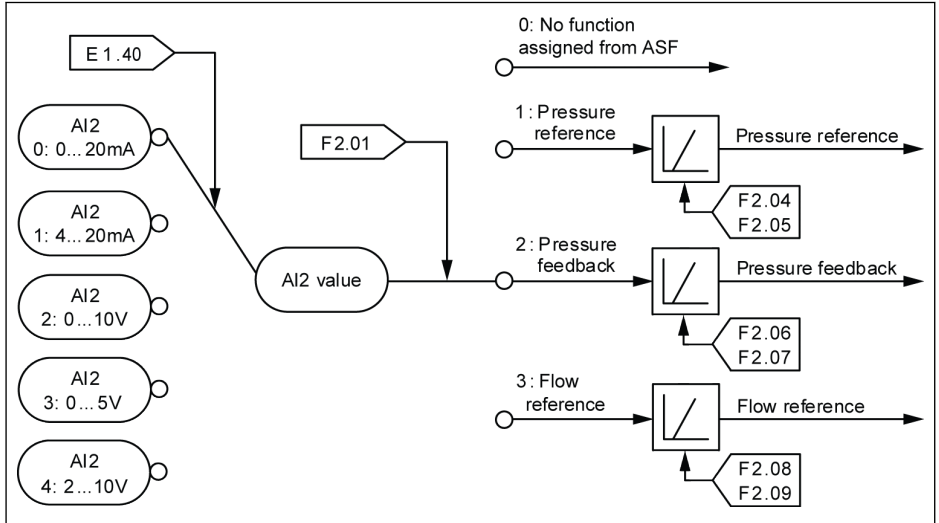 E 1.40
AI2
0: 0...20mA
AI2
1: 4...20mA
AI2
2: 0...10V
AI2
3: 0...5V
AI2
4: 2...10V
AI2 value
F2.01
0: No function
assigned from ASF
1: Pressure
reference
Pressure reference
F2.04
F2.05
2: Pressure
feedback
Pressure feedback
F2.06
F2.07
3: Flow
reference
Flow reference
F2.08
F2.09